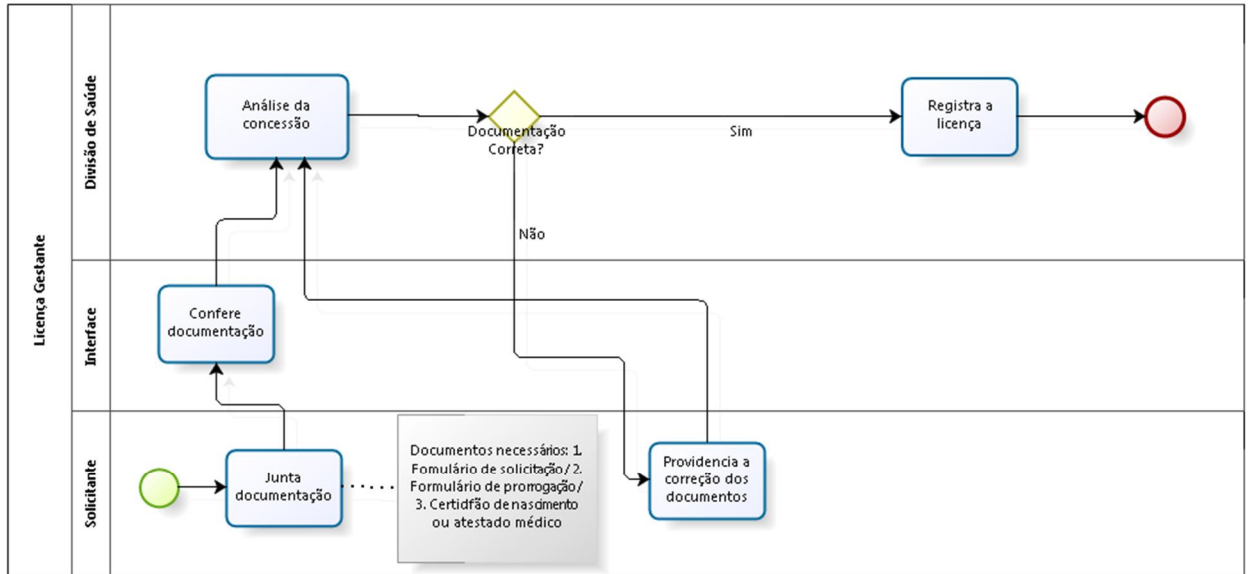 Licença Gestante
Divisão de Saúde
Análise da
concessão
Documentação
Correta?
Sim
Não
Registra a
licença
Interface
Confere
documentação
Solicitante
Junta
documentação
Documentos necessários: 1.
Fomulário de solicitação/ 2.
Formulário de prorrogação/
3. Certidfão de nascimento
ou atestado médico
Providencia a
correção dos
documentos